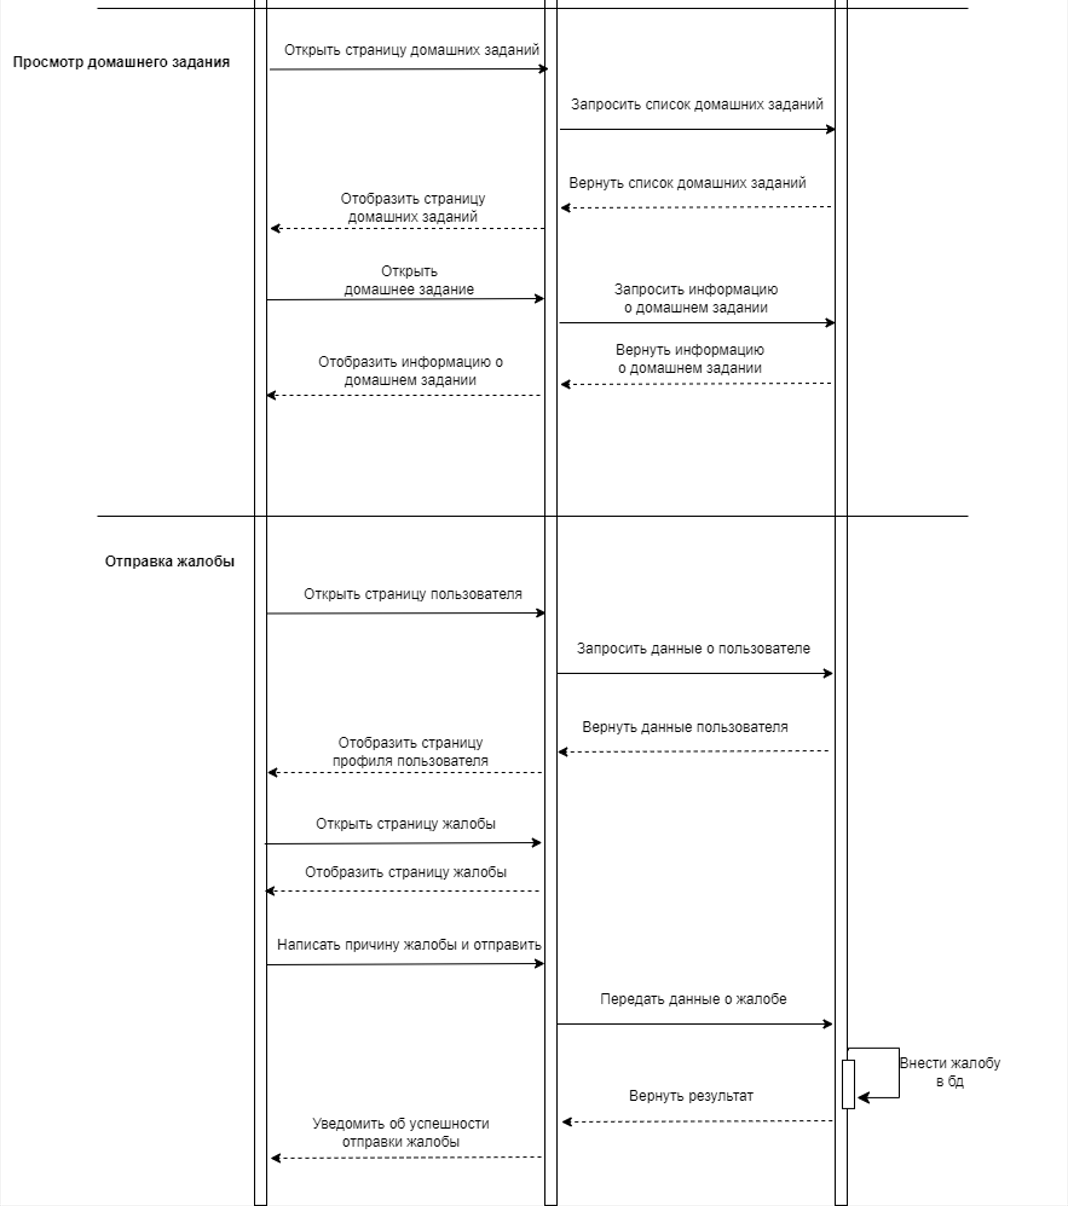 Просмотр домашнего задания
Открыть страницу домашних заданий
Запросить список домашних заданий
Вернуть список домашних заданий
Отобразить страницу
домашних заданий
Открыть
домашнее задание
Запросить информацию
о домашнем задании
Вернуть информацию
о домашнем задании
Отобразить информацию о
домашнем задании
Отправка жалобы
Открыть страницу пользователя
Запросить данные о пользователе
Вернуть данные пользователя
Отобразить страницу
профиля пользователя
Открыть страницу жалобы
Отобразить страницу жалобы
Написать причину жалобы и отправить
Передать данные о жалобе
Внести жалобу
в бд
Вернуть результат
Уведомить об успешности
отправки жалобы